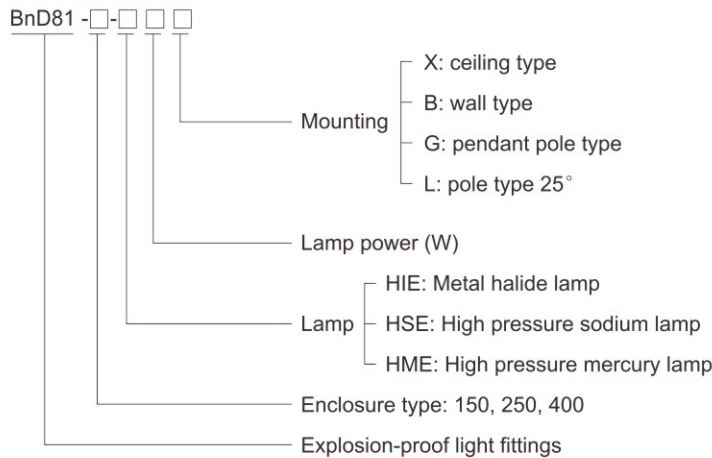 BnD81 -□-□ □ □
X: ceiling type
B: wall type
Mounting
G: pendant pole type
L: pole type 25°
Lamp power (W)
HIE: Metal halide lamp
Lamp
HSE: High pressure sodium lamp
HME: High pressure mercury lamp
Enclosure type: 150, 250, 400
Explosion-proof light fittings